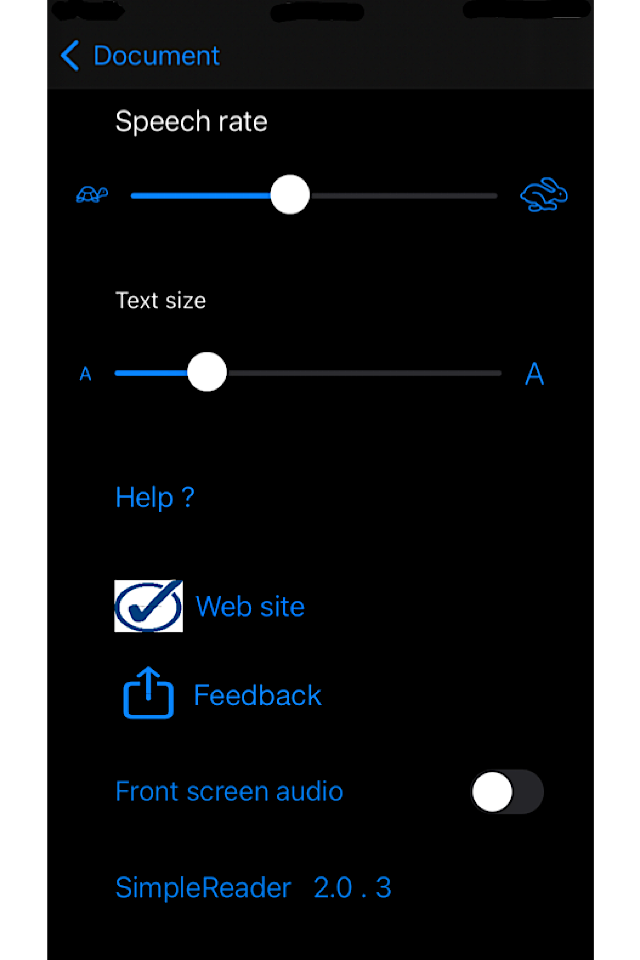 Document
Speech rate
Text size
A A
Help ?
Web site
Feedback
Front screen audio
SimpleReader 2.0 . 3